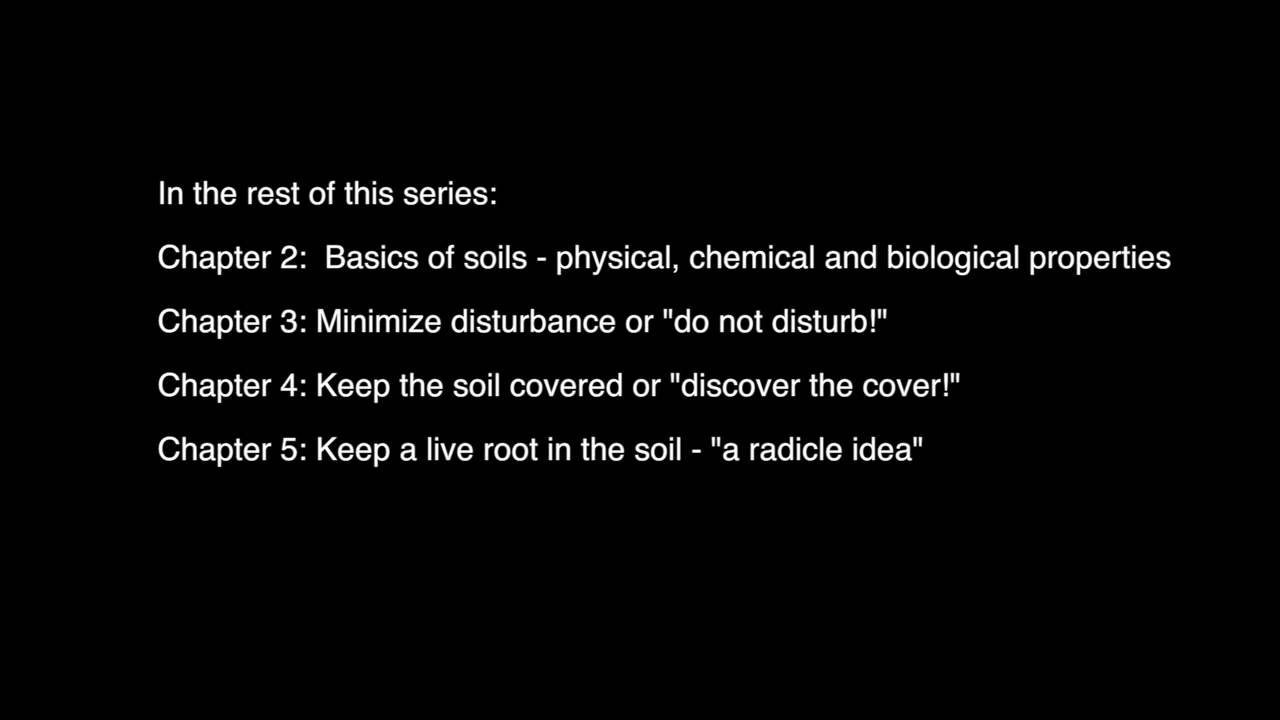 In the rest of this series:
Chapter 2:  Basics of soils - physical, chemical and biological properties
Chapter 3: Minimize disturbance or "do not disturb!"
Chapter 4: Keep the soil covered or "discover the cover!"
Chapter 5: Keep a live root in the soil - "a radicle idea"